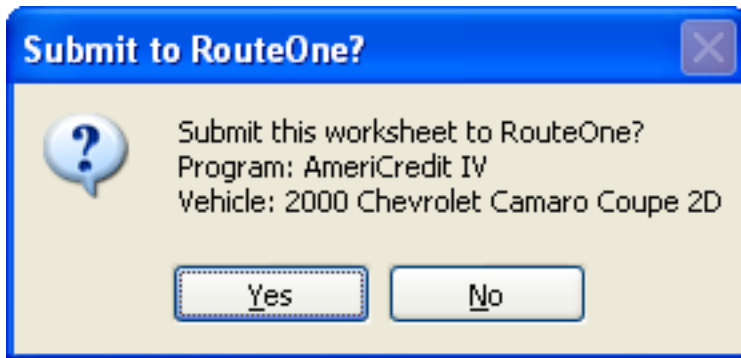 Submit to RouteOne?
Submit this worksheet to RouteOne?
Program: AmeriCredit IV
Vehicle: 2000 Chevrolet Camaro Coupe 2D
Yes
No